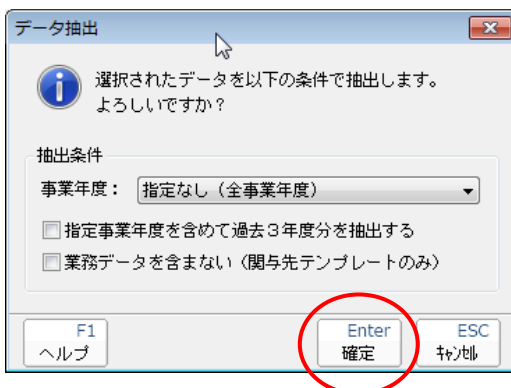 データ抽出
選択されたデータを以下の条件で抽出します。
よろしいですか？
抽出条件
事業年度： 指定なし（全事業年度）
指定事業年度を含めて過去３年度分を抽出する
業務データを含まない（関与先テンプレートのみ）
F1 Enter ESC
ヘルプ 確定 ｷｬﾝｾﾙ